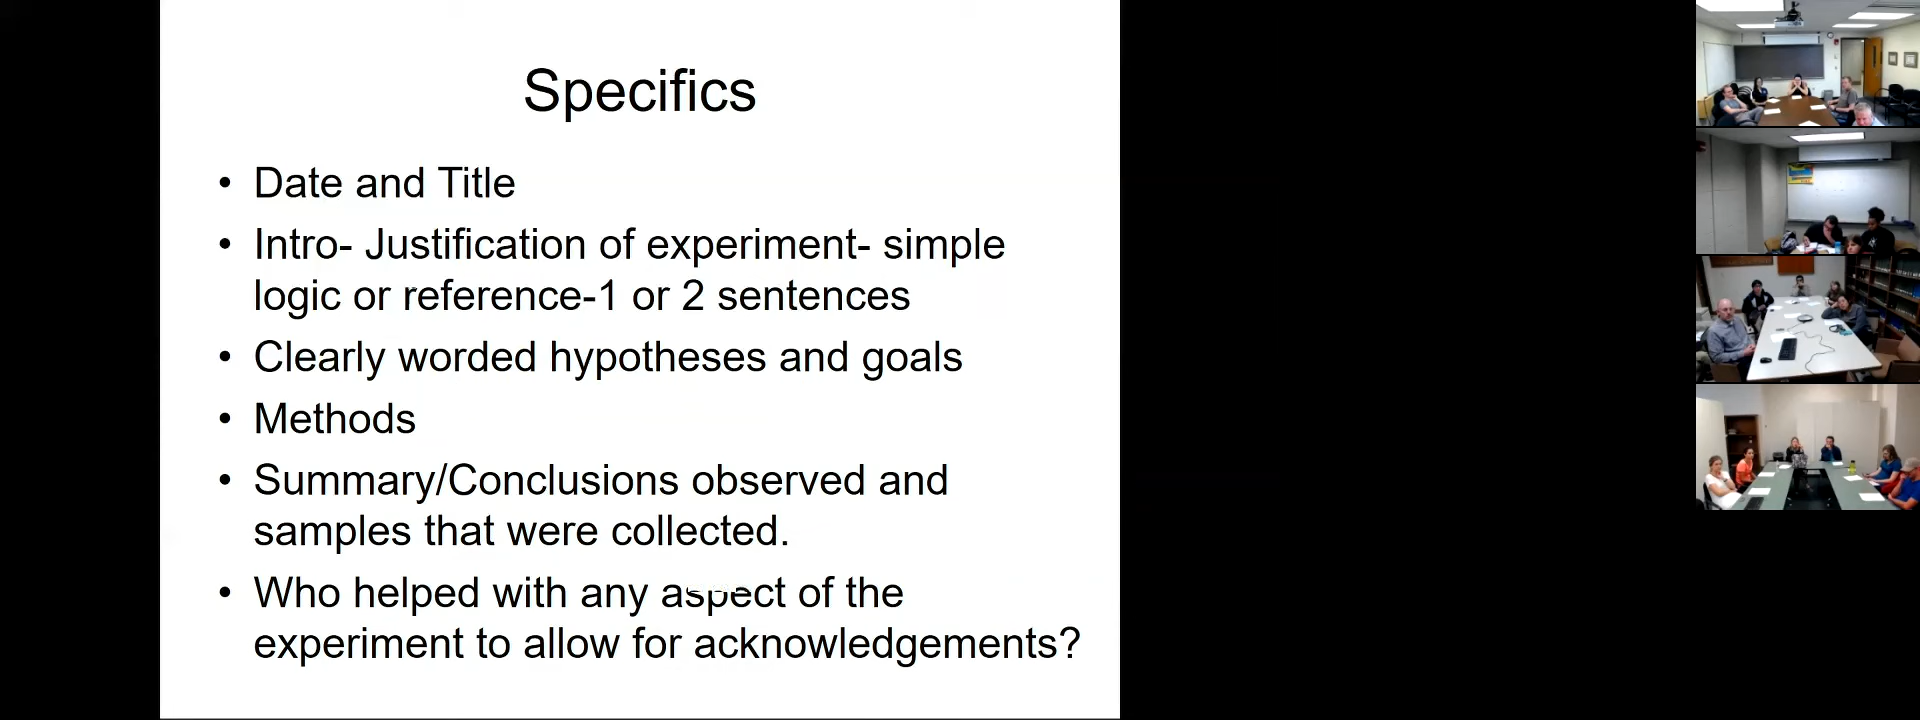 Specifics
• Date and Title
• Intro- Justification of experiment- simple
logic or reference-1 or 2 sentences
• Clearly worded hypotheses and goals
• Methods
• Summary/Conclusions observed and
samples that were collected.
• Who helped with any aspect of the
experiment to allow for acknowledgements?